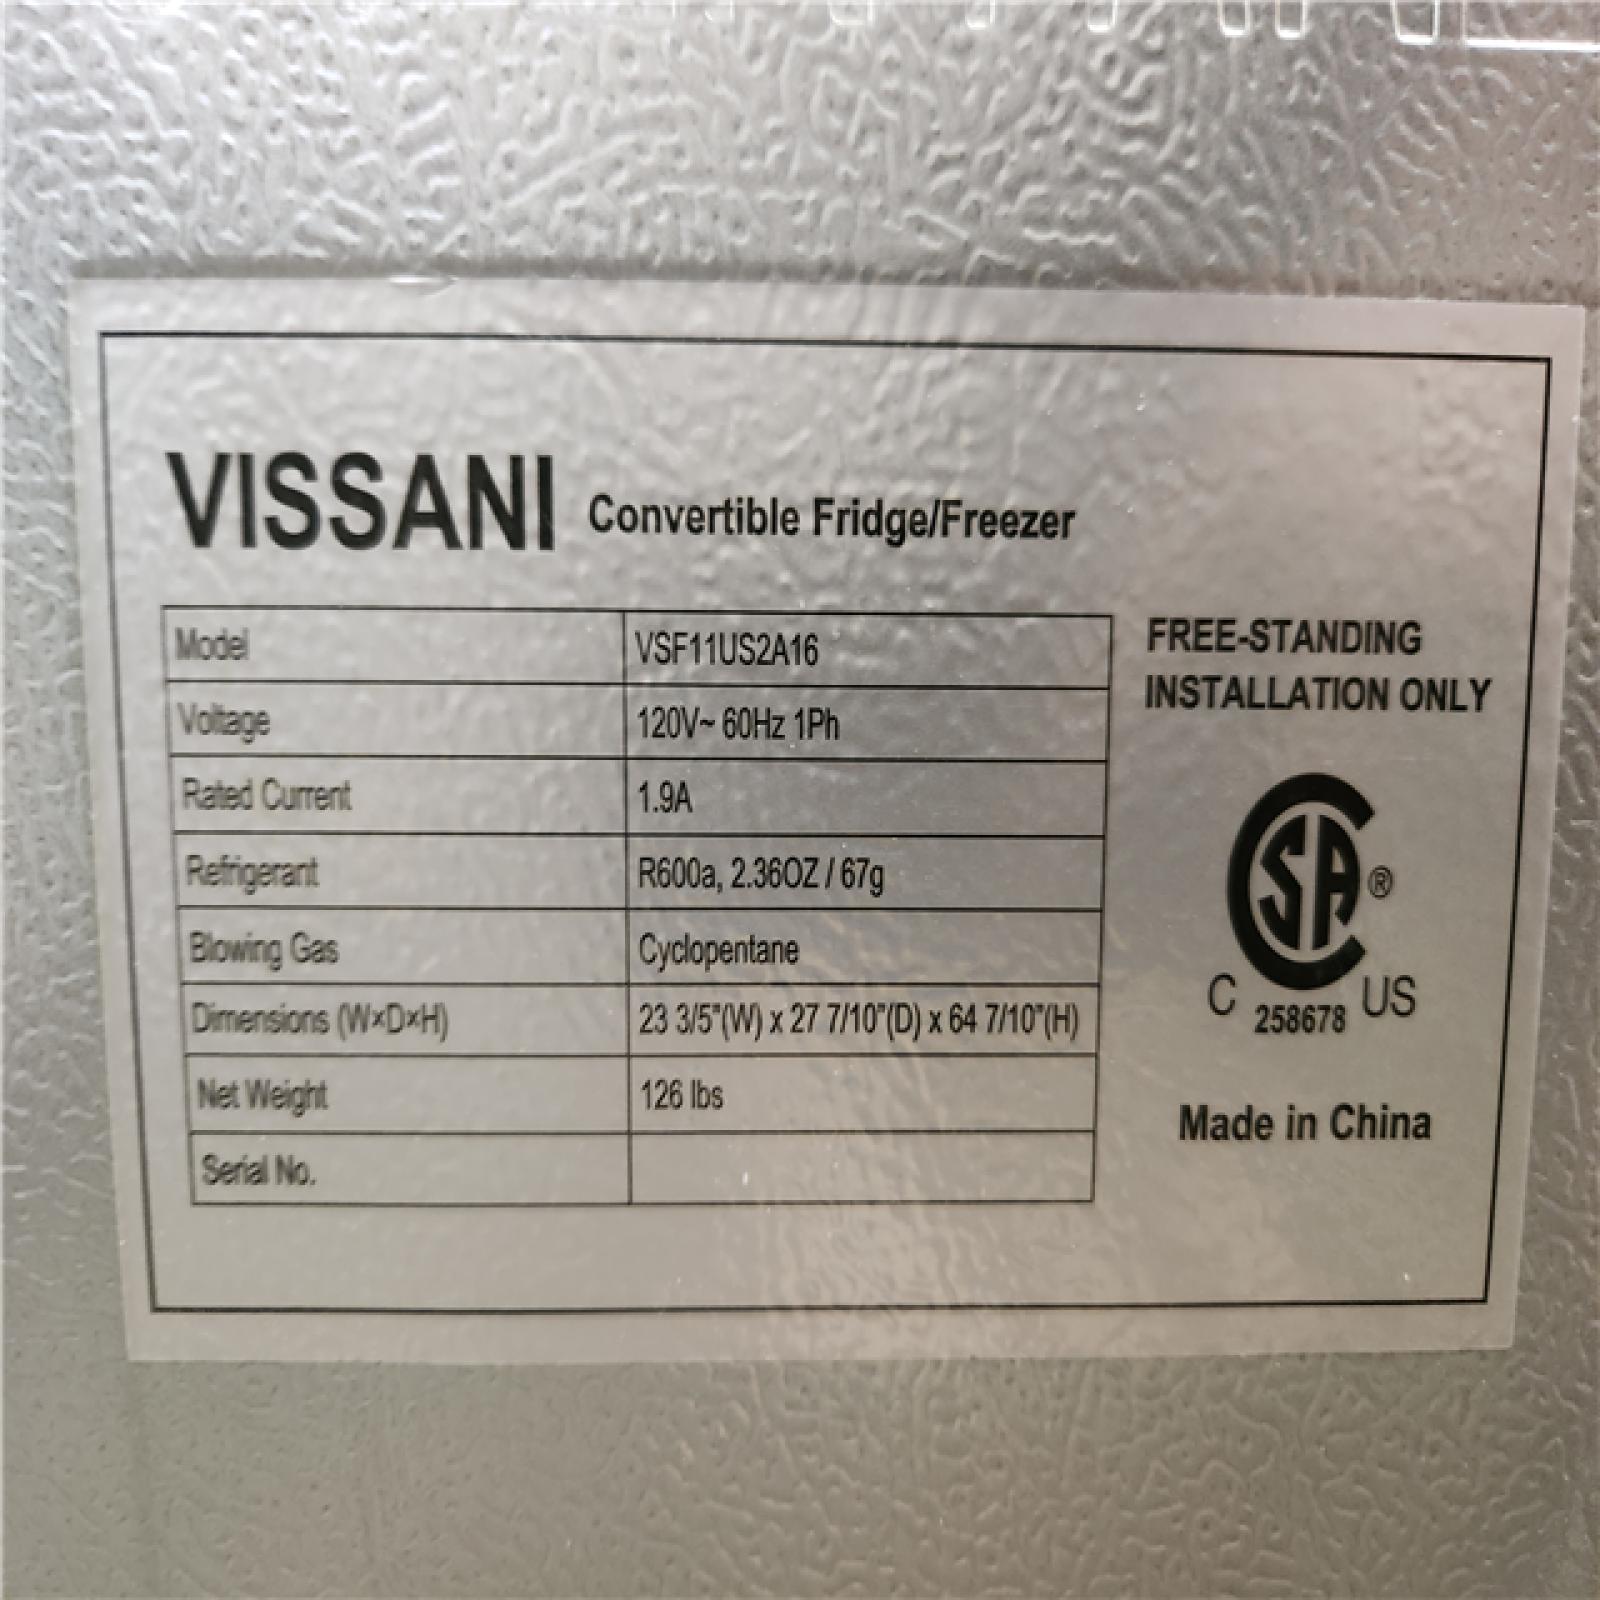 VISSANI Convertible Fridge/Freezer
Model VSF11US2A16
Voltage 120V~ 60Hz 1Ph
Rated Current 1.9A
Refrigerant R600a, 2.36OZ / 67g
Blowing Gas Cyclopentane
Dimensions (W×D×H) 23 3/5"(W) x 27 7/10"(D) x 64 7/10"(H)
Net Weight 126 lbs
Serial No.
FREE-STANDING
INSTALLATION ONLY
CSA®
C 258678 US
Made in China